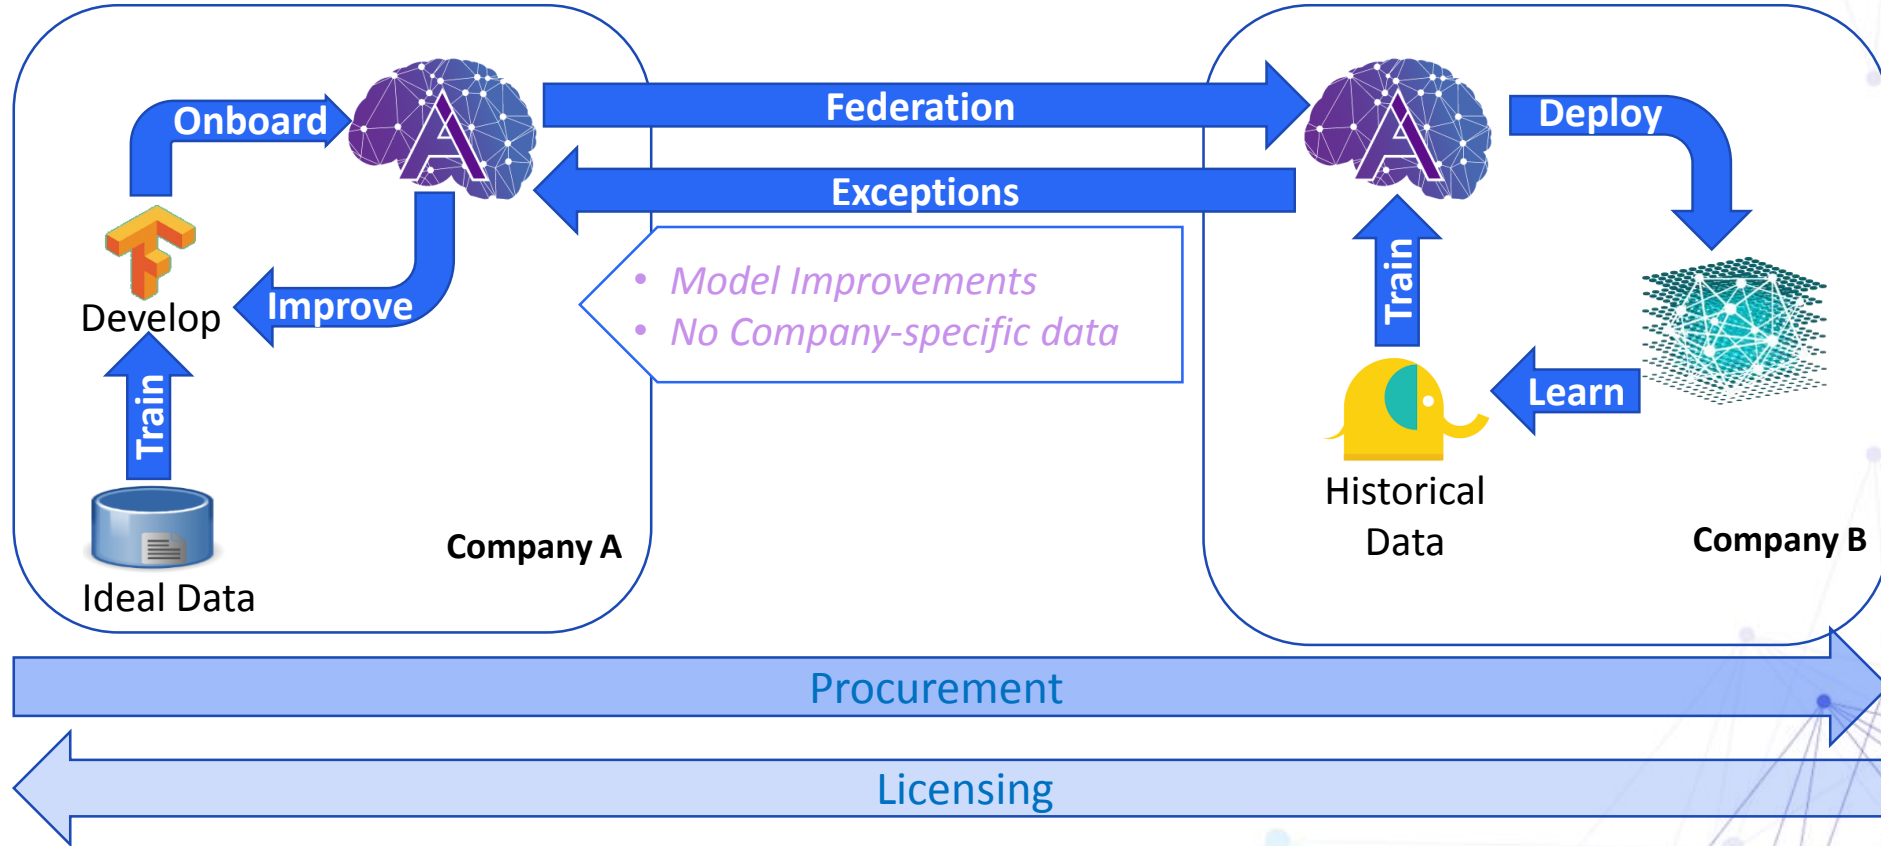 Onboard
Federation
Deploy
Exceptions
• Model Improvements
• No Company-specific data
Develop
Improve
Train
Train
Learn
Ideal Data
Company A
Historical
Data
Company B
Procurement
Licensing